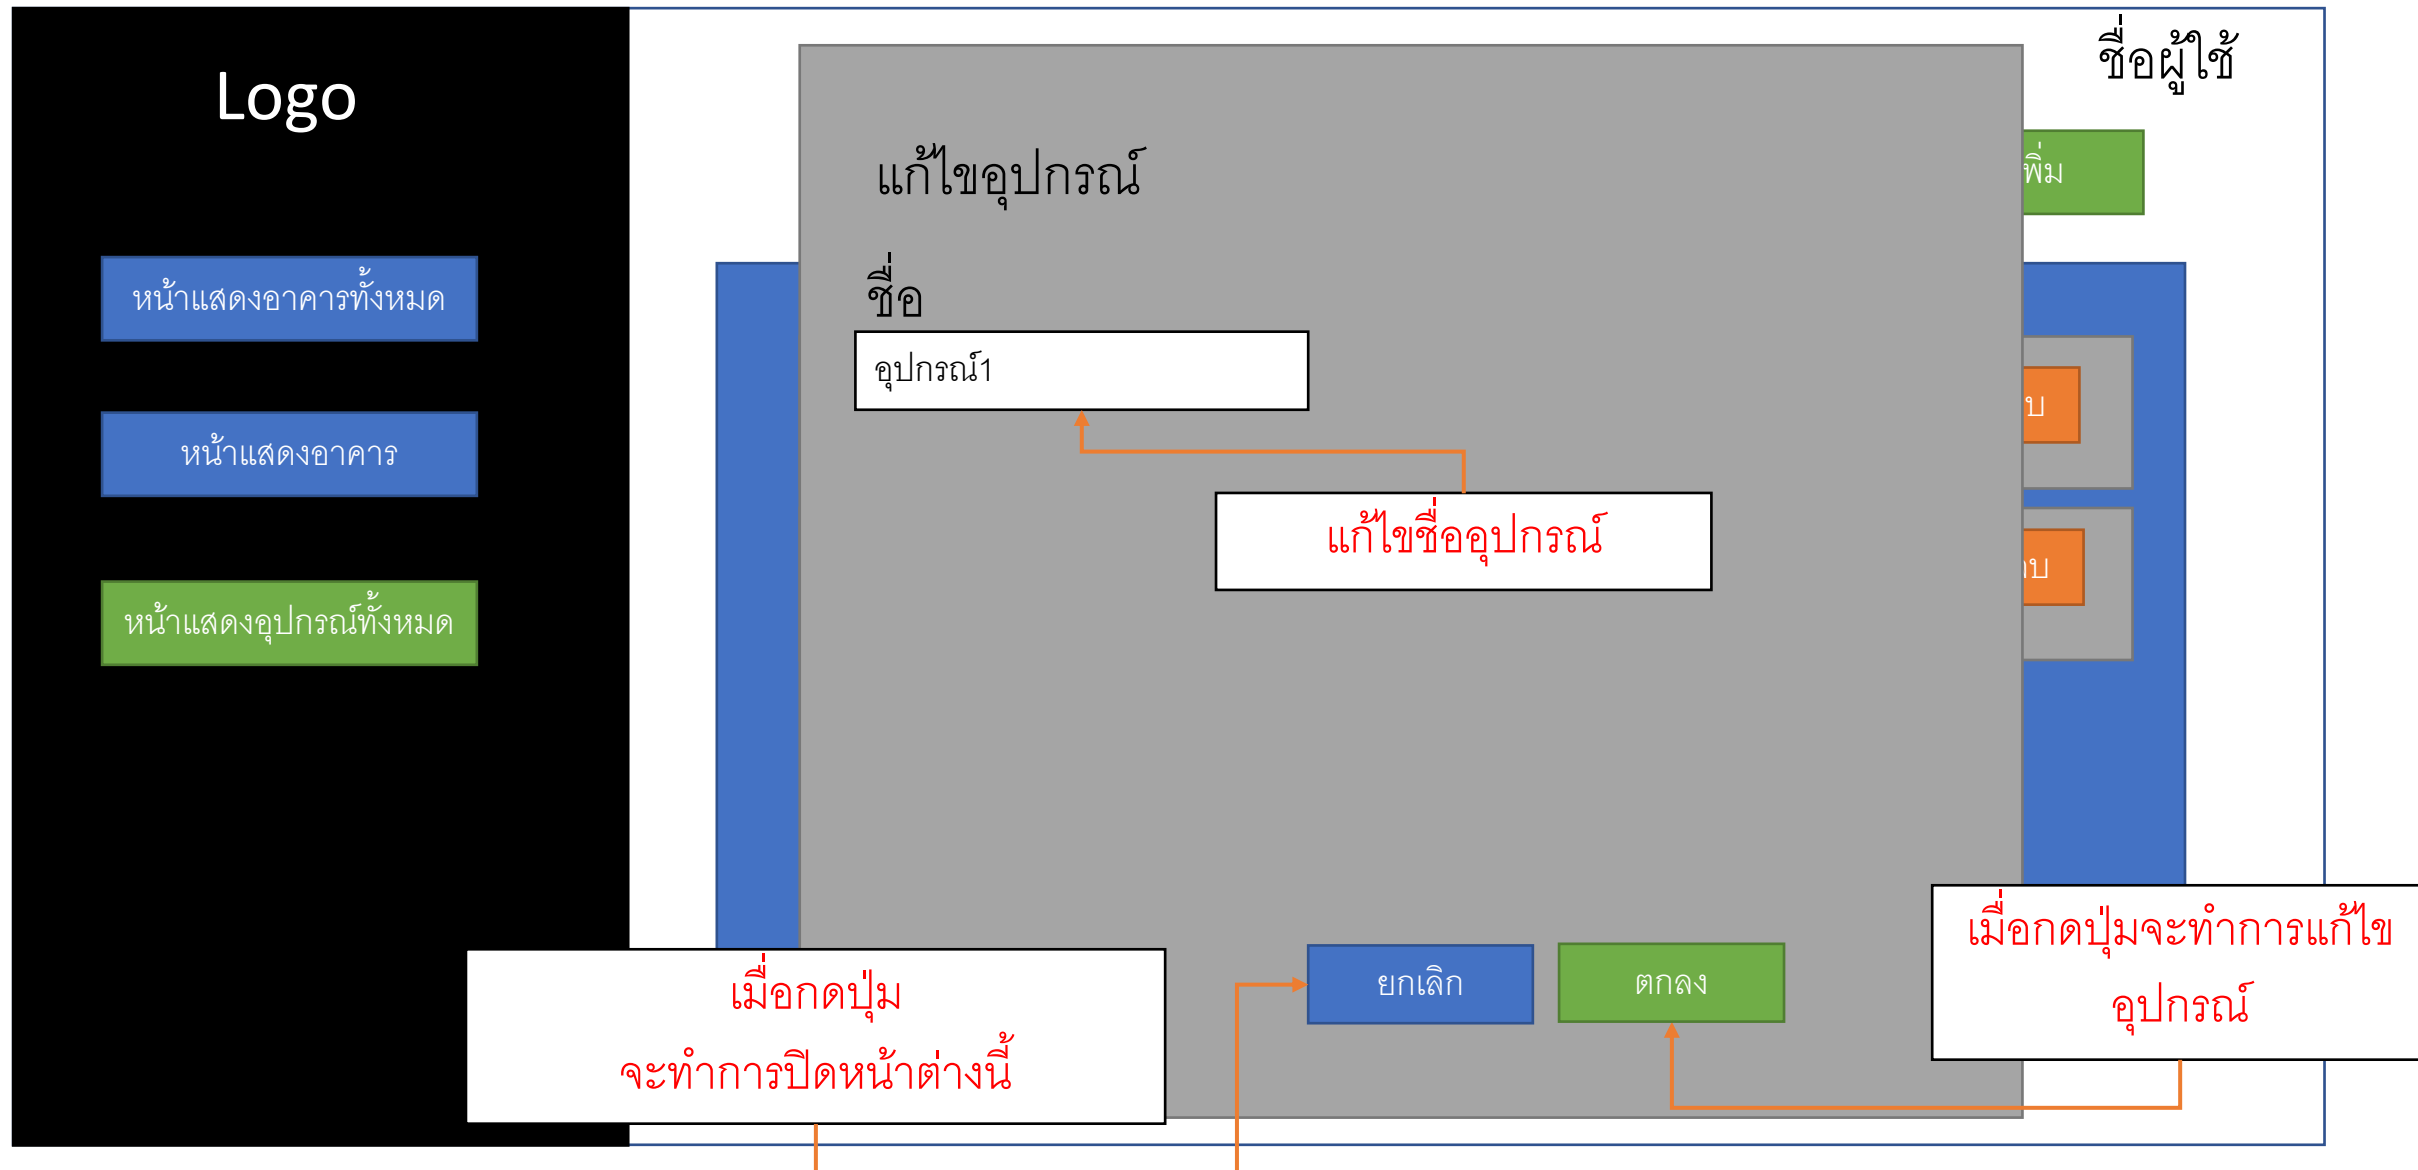 Logo
ชื่อผู้ใช้
แก้ไขอุปกรณ์
พิ่ม
ชื่อ
หน้าแสดงอาคารทั้งหมด
อุปกรณ์1
บ
หน้าแสดงอาคาร
แก้ไขชื่ออุปกรณ์
บ
หน้าแสดงอุปกรณ์ทั้งหมด
เมื่อกดปุ่มจะทำการแก้ไข
อุปกรณ์
ยกเลิก
ตกลง
เมื่อกดปุ่ม
จะทำการปิดหน้าต่างนี้